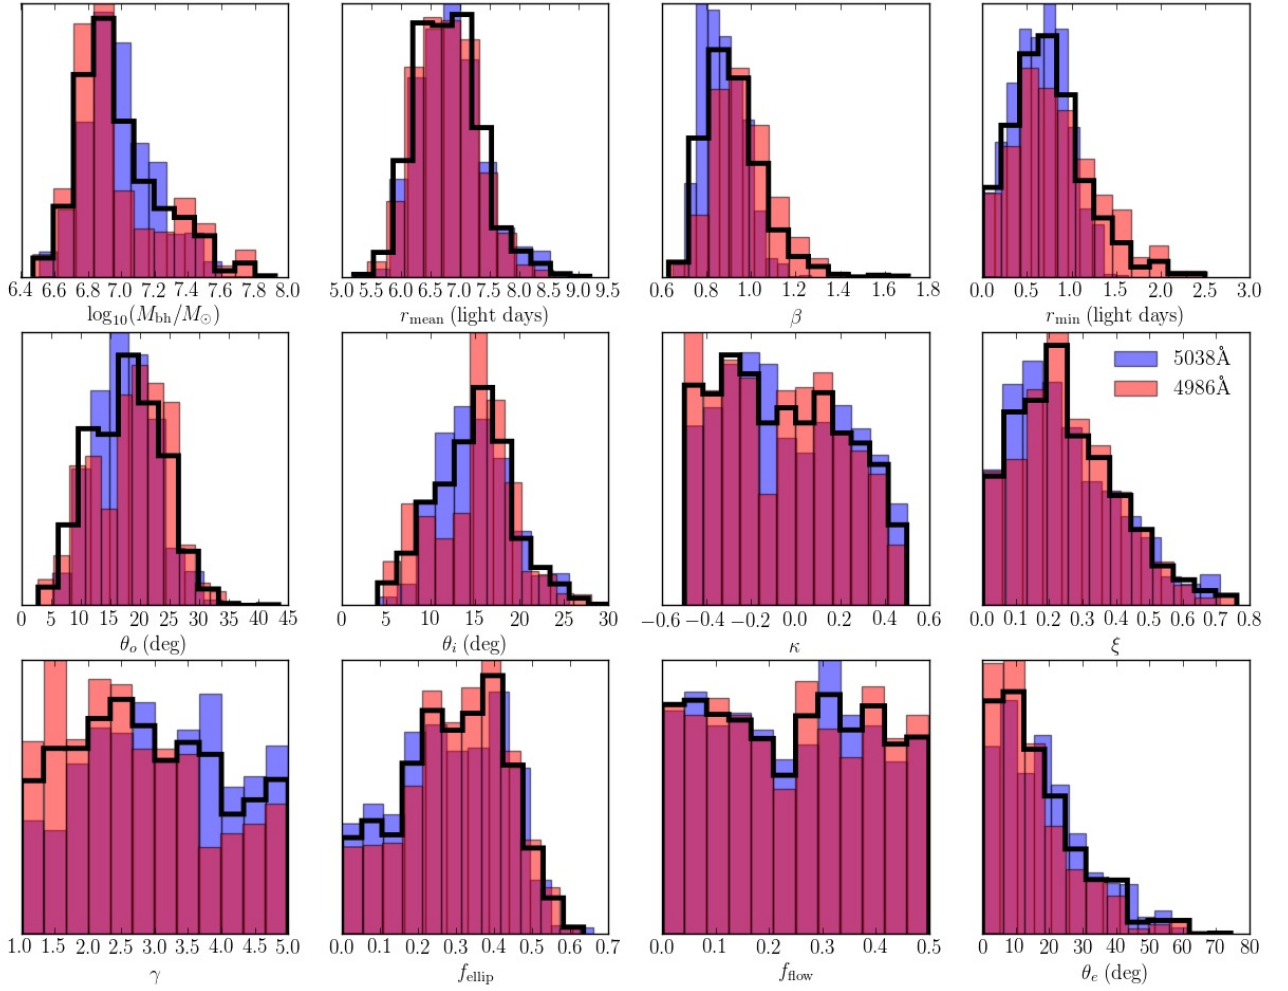 6.4 6.6 6.8 7.0 7.2 7.4 7.6 7.8 8.0
log₁₀(M_bh/M_⊙)
5.0 5.5 6.0 6.5 7.0 7.5 8.0 8.5 9.0 9.5
r_mean (light days)
0.6 0.8 1.0 1.2 1.4 1.6 1.8
β
0.0 0.5 1.0 1.5 2.0 2.5 3.0
r_min (light days)
5038Å
4986Å
0 5 10 15 20 25 30 35 40 45
θ_o (deg)
0 5 10 15 20 25 30
θ_i (deg)
−0.6 −0.4 −0.2 0.0 0.2 0.4 0.6
κ
0.0 0.1 0.2 0.3 0.4 0.5 0.6 0.7 0.8
ξ
1.0 1.5 2.0 2.5 3.0 3.5 4.0 4.5 5.0
γ
0.0 0.1 0.2 0.3 0.4 0.5 0.6 0.7
f_ellip
0.0 0.1 0.2 0.3 0.4 0.5
f_flow
0 10 20 30 40 50 60 70 80
θ_e (deg)